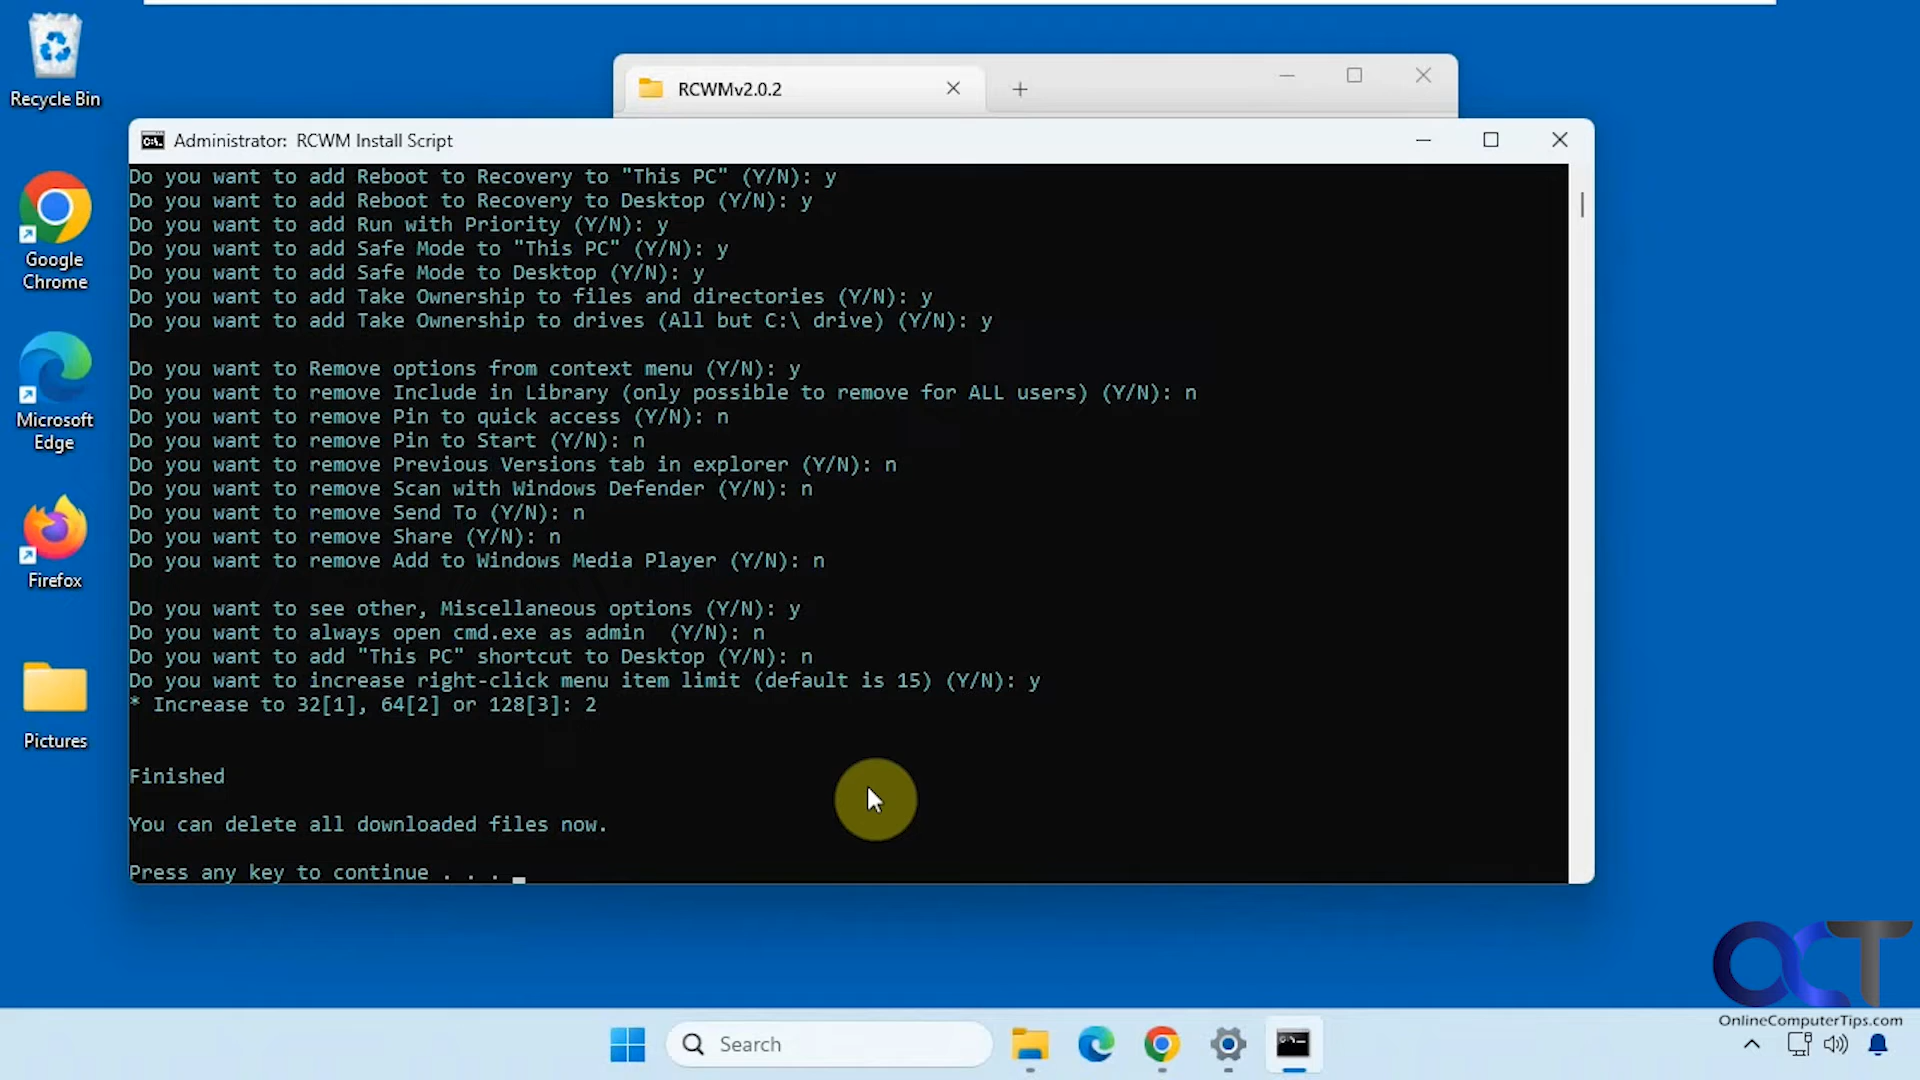 Recycle Bin
Google
Chrome
Microsoft
Edge
Firefox
Pictures
RCWMv2.0.2
Administrator:  RCWM Install Script
Do you want to add Reboot to Recovery to "This PC" (Y/N): y
Do you want to add Reboot to Recovery to Desktop (Y/N): y
Do you want to add Run with Priority (Y/N): y
Do you want to add Safe Mode to "This PC" (Y/N): y
Do you want to add Safe Mode to Desktop (Y/N): y
Do you want to add Take Ownership to files and directories (Y/N): y
Do you want to add Take Ownership to drives (All but C:\ drive) (Y/N): y
Do you want to Remove options from context menu (Y/N): y
Do you want to remove Include in Library (only possible to remove for ALL users) (Y/N): n
Do you want to remove Pin to quick access (Y/N): n
Do you want to remove Pin to Start (Y/N): n
Do you want to remove Previous Versions tab in explorer (Y/N): n
Do you want to remove Scan with Windows Defender (Y/N): n
Do you want to remove Send To (Y/N): n
Do you want to remove Share (Y/N): n
Do you want to remove Add to Windows Media Player (Y/N): n
Do you want to see other, Miscellaneous options (Y/N): y
Do you want to always open cmd.exe as admin  (Y/N): n
Do you want to add "This PC" shortcut to Desktop (Y/N): n
Do you want to increase right-click menu item limit (default is 15) (Y/N): y
* Increase to 32[1], 64[2] or 128[3]: 2
Finished
You can delete all downloaded files now.
Press any key to continue . . .
OCT
OnlineComputerTips.com
Search